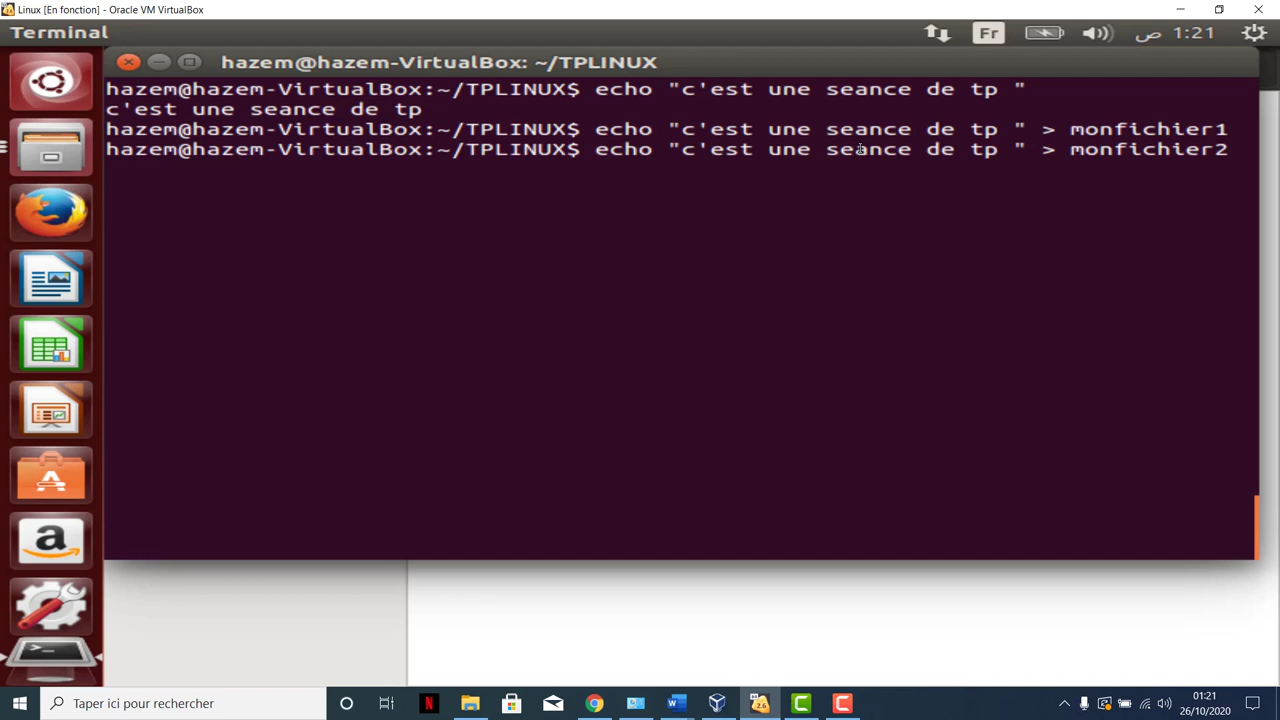 Linux [En fonction] - Oracle VM VirtualBox
Terminal
Fr
ص 1:21
hazem@hazem-VirtualBox: ~/TPLINUX
hazem@hazem-VirtualBox:~/TPLINUX$ echo "c'est une seance de tp "
c'est une seance de tp
hazem@hazem-VirtualBox:~/TPLINUX$ echo "c'est une seance de tp " > monfichier1
hazem@hazem-VirtualBox:~/TPLINUX$ echo "c'est une seance de tp " > monfichier2
Taper ici pour rechercher
2.6
01:21
26/10/2020